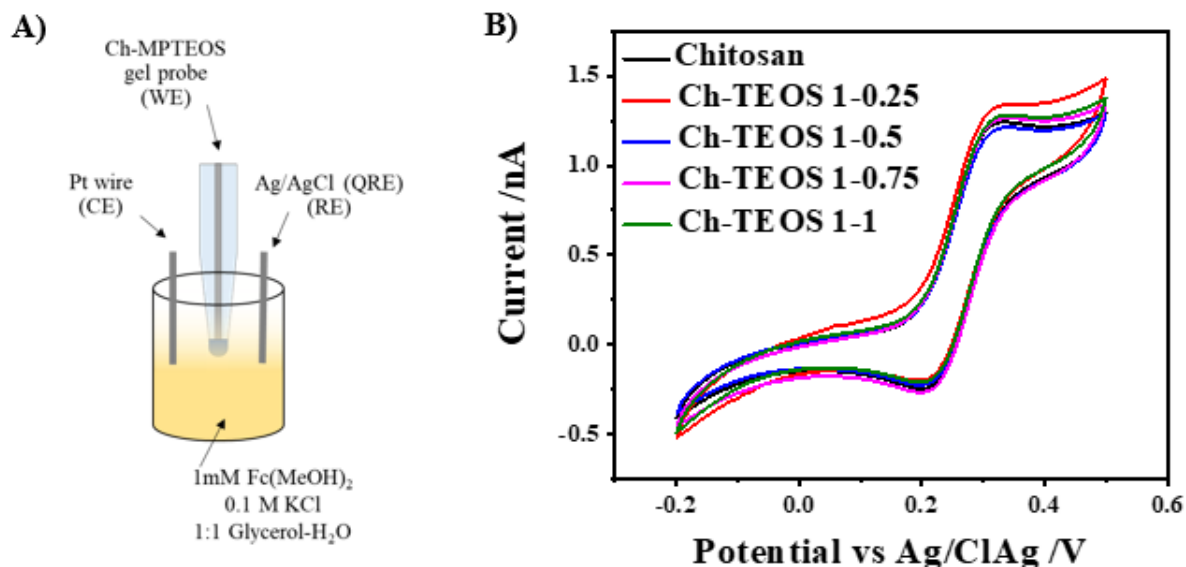 A)
Ch-MPTEOS
gel probe
(WE)
Pt wire
(CE)
Ag/AgCl (QRE)
(RE)
1mM Fc(MeOH)₂
0.1 M KCl
1:1 Glycerol-H₂O
B)
Chitosan
Ch-TEOS 1-0.25
Ch-TEOS 1-0.5
Ch-TEOS 1-0.75
Ch-TEOS 1-1
Current /nA
1.5
1.0
0.5
0.0
-0.5
-0.2 0.0 0.2 0.4 0.6
Potential vs Ag/ClAg /V